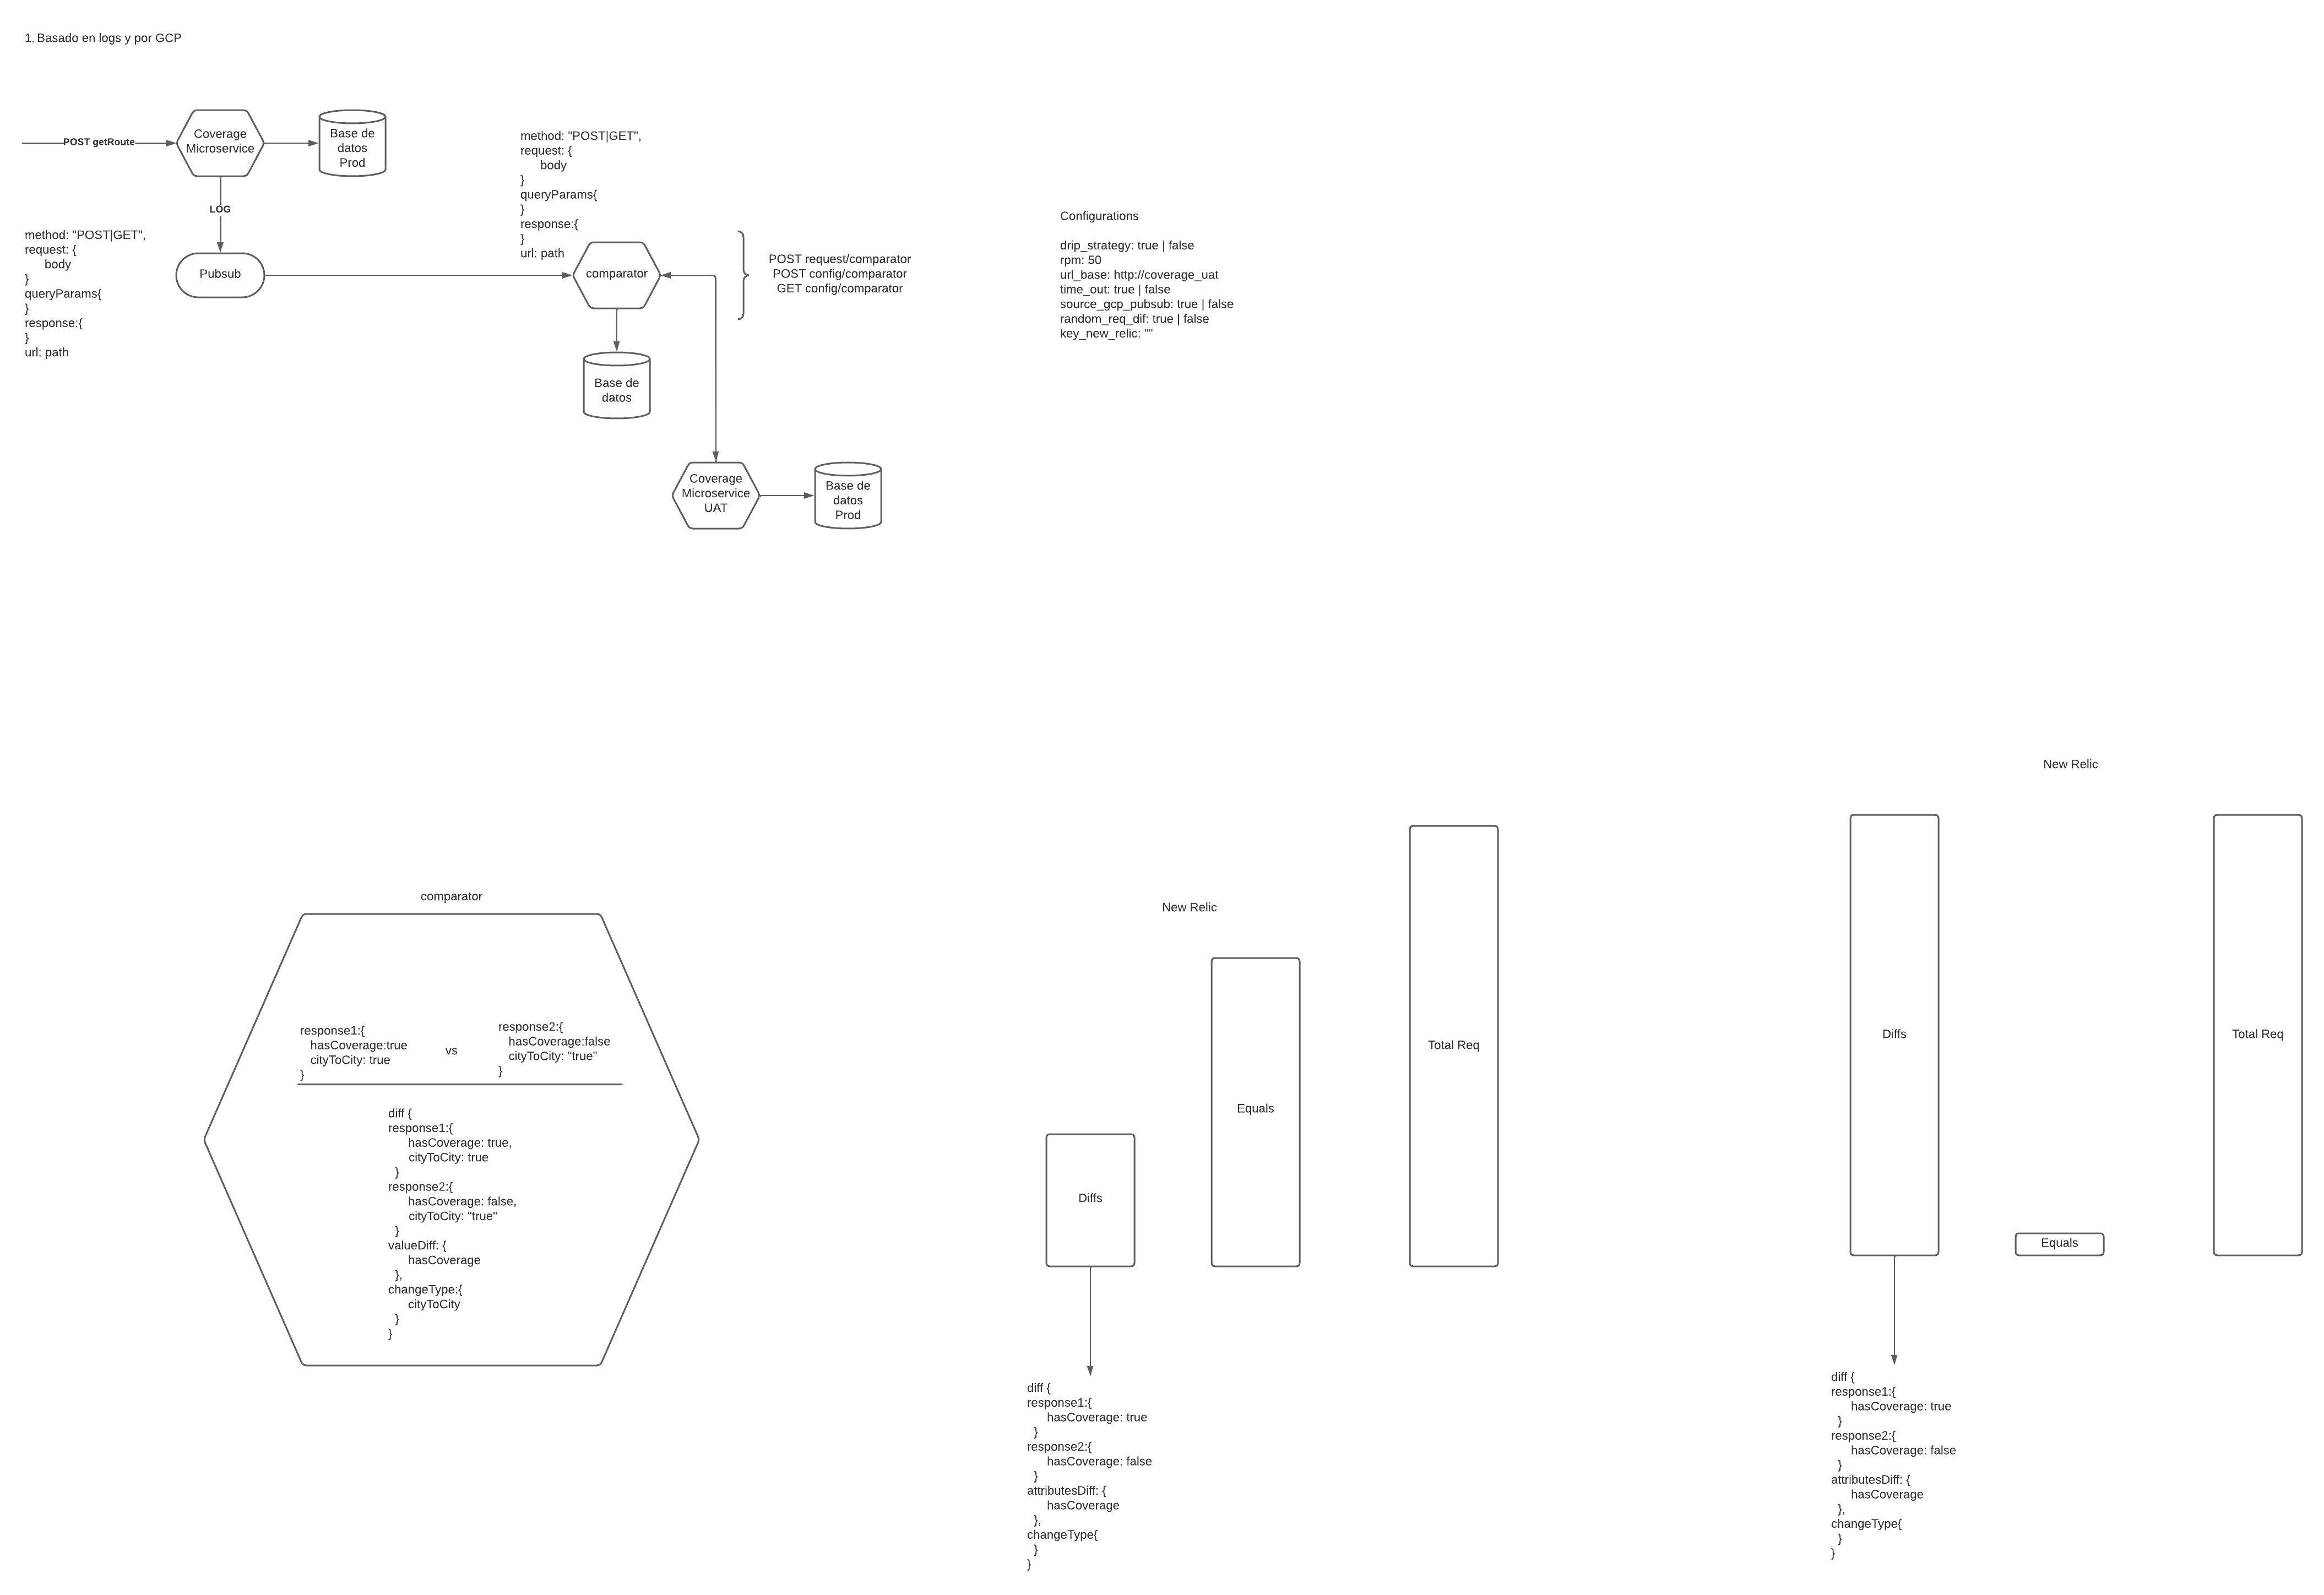 1. Basado en logs y por GCP
POST getRoute
Coverage
Microservice
Base de
datos
Prod
LOG
method: "POST|GET",
request: {
body
}
queryParams{
}
response:{
}
url: path
Pubsub
method: "POST|GET",
request: {
body
}
queryParams{
}
response:{
}
url: path
comparator
POST request/comparator
POST config/comparator
GET config/comparator
Base de
datos
Coverage
Microservice
UAT
Base de
datos
Prod
Configurations
drip_strategy: true | false
rpm: 50
url_base: http://coverage_uat
time_out: true | false
source_gcp_pubsub: true | false
random_req_dif: true | false
key_new_relic: ""
comparator
response1:{
hasCoverage:true
cityToCity: true
}
vs
response2:{
hasCoverage:false
cityToCity: "true"
}
diff {
response1:{
hasCoverage: true,
cityToCity: true
}
response2:{
hasCoverage: false,
cityToCity: "true"
}
valueDiff: {
hasCoverage
},
changeType:{
cityToCity
}
}
New Relic
Diffs
Equals
Total Req
diff {
response1:{
hasCoverage: true
}
response2:{
hasCoverage: false
}
attributesDiff: {
hasCoverage
},
changeType{
}
}
New Relic
Diffs
Equals
Total Req
diff {
response1:{
hasCoverage: true
}
response2:{
hasCoverage: false
}
attributesDiff: {
hasCoverage
},
changeType{
}
}